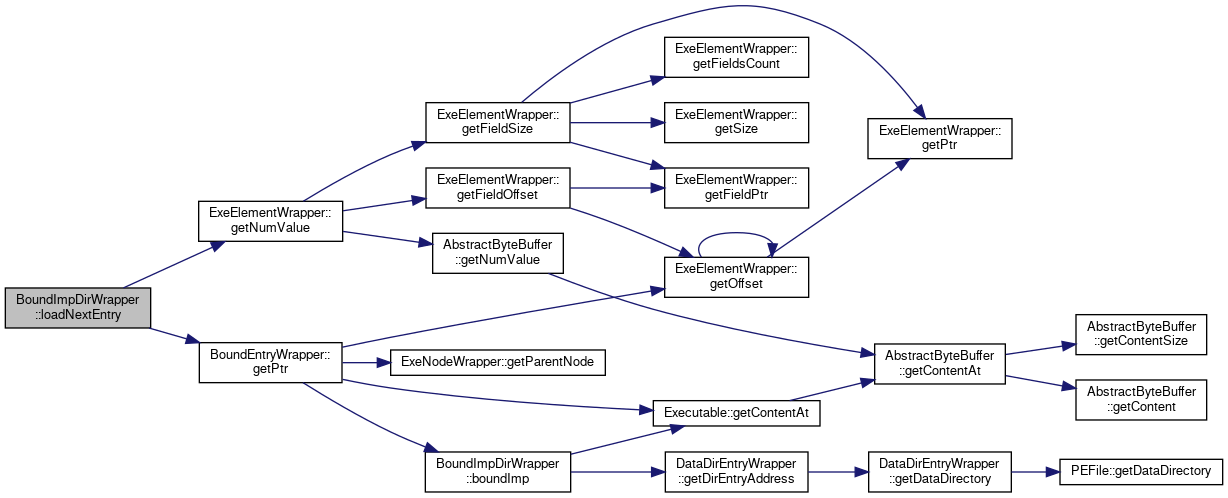 BoundImpDirWrapper
::loadNextEntry
ExeElementWrapper::
getNumValue
BoundEntryWrapper::
getPtr
ExeElementWrapper::
getFieldSize
ExeElementWrapper::
getFieldOffset
AbstractByteBuffer
::getNumValue
ExeNodeWrapper::getParentNode
BoundImpDirWrapper
::boundImp
ExeElementWrapper::
getFieldsCount
ExeElementWrapper::
getSize
ExeElementWrapper::
getFieldPtr
ExeElementWrapper::
getOffset
Executable::getContentAt
DataDirEntryWrapper
::getDirEntryAddress
ExeElementWrapper::
getPtr
AbstractByteBuffer
::getContentAt
DataDirEntryWrapper
::getDataDirectory
AbstractByteBuffer
::getContentSize
AbstractByteBuffer
::getContent
PEFile::getDataDirectory